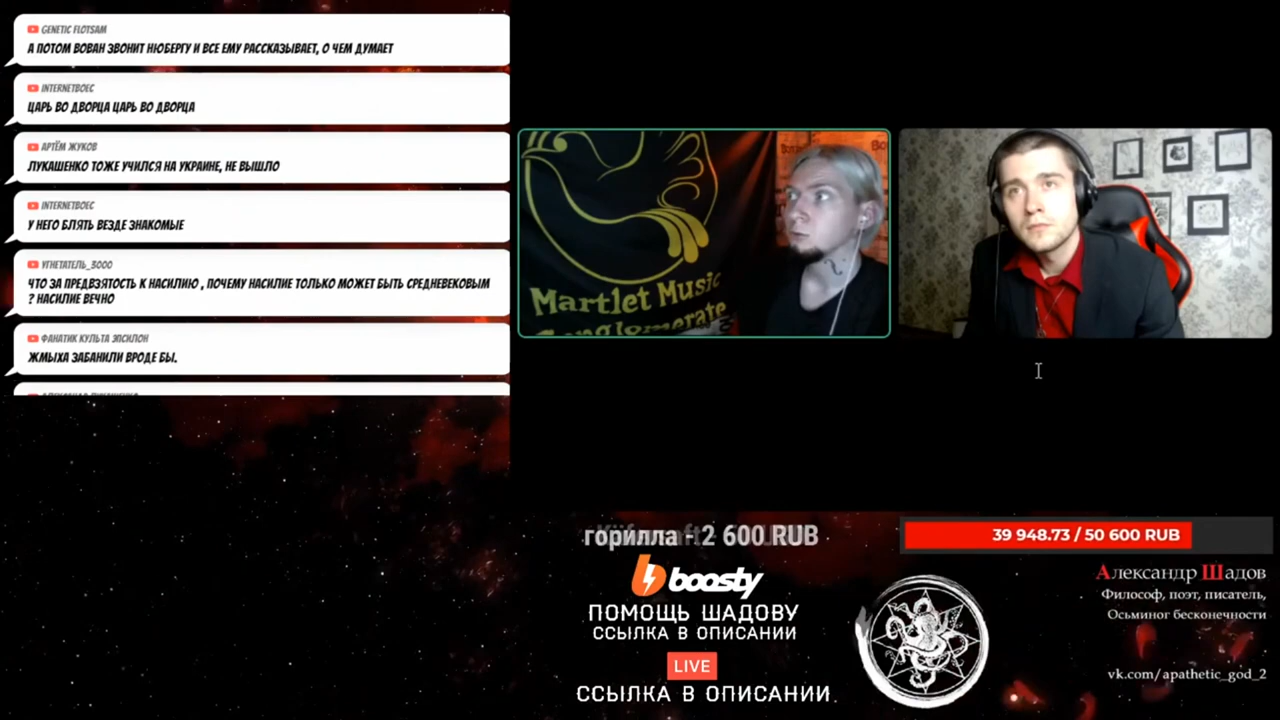 GENETIC FLOTSAM
А ПОТОМ ВОВАН ЗВОНИТ НЮБЕРГУ И ВСЕ ЕМУ РАССКАЗЫВАЕТ, О ЧЕМ ДУМАЕТ
INTERNETBOEC
ЦАРЬ ВО ДВОРЦА ЦАРЬ ВО ДВОРЦА
АРТЁМ ЖУКОВ
ЛУКАШЕНКО ТОЖЕ УЧИЛСЯ НА УКРАИНЕ, НЕ ВЫШЛО
INTERNETBOEC
У НЕГО БЛЯТЬ ВЕЗДЕ ЗНАКОМЫЕ
УГНЕТАТЕЛЬ_3000
ЧТО ЗА ПРЕДВЗЯТОСТЬ К НАСИЛИЮ , ПОЧЕМУ НАСИЛИЕ ТОЛЬКО МОЖЕТ БЫТЬ СРЕДНЕВЕКОВЫМ
? НАСИЛИЕ ВЕЧНО
ФАНАТИК КУЛЬТА ЭПСИЛОН
ЖМЫХА ЗАБАНИЛИ ВРОДЕ БЫ.
Martlet Music
Conglomerate
горилла - 2 600 RUB
boosty
ПОМОЩЬ ШАДОВУ
ССЫЛКА В ОПИСАНИИ
LIVE
ССЫЛКА В ОПИСАНИИ
39 948.73 / 50 600 RUB
Александр Шадов
Философ, поэт, писатель,
Осьминог бесконечности
vk.com/apathetic_god_2